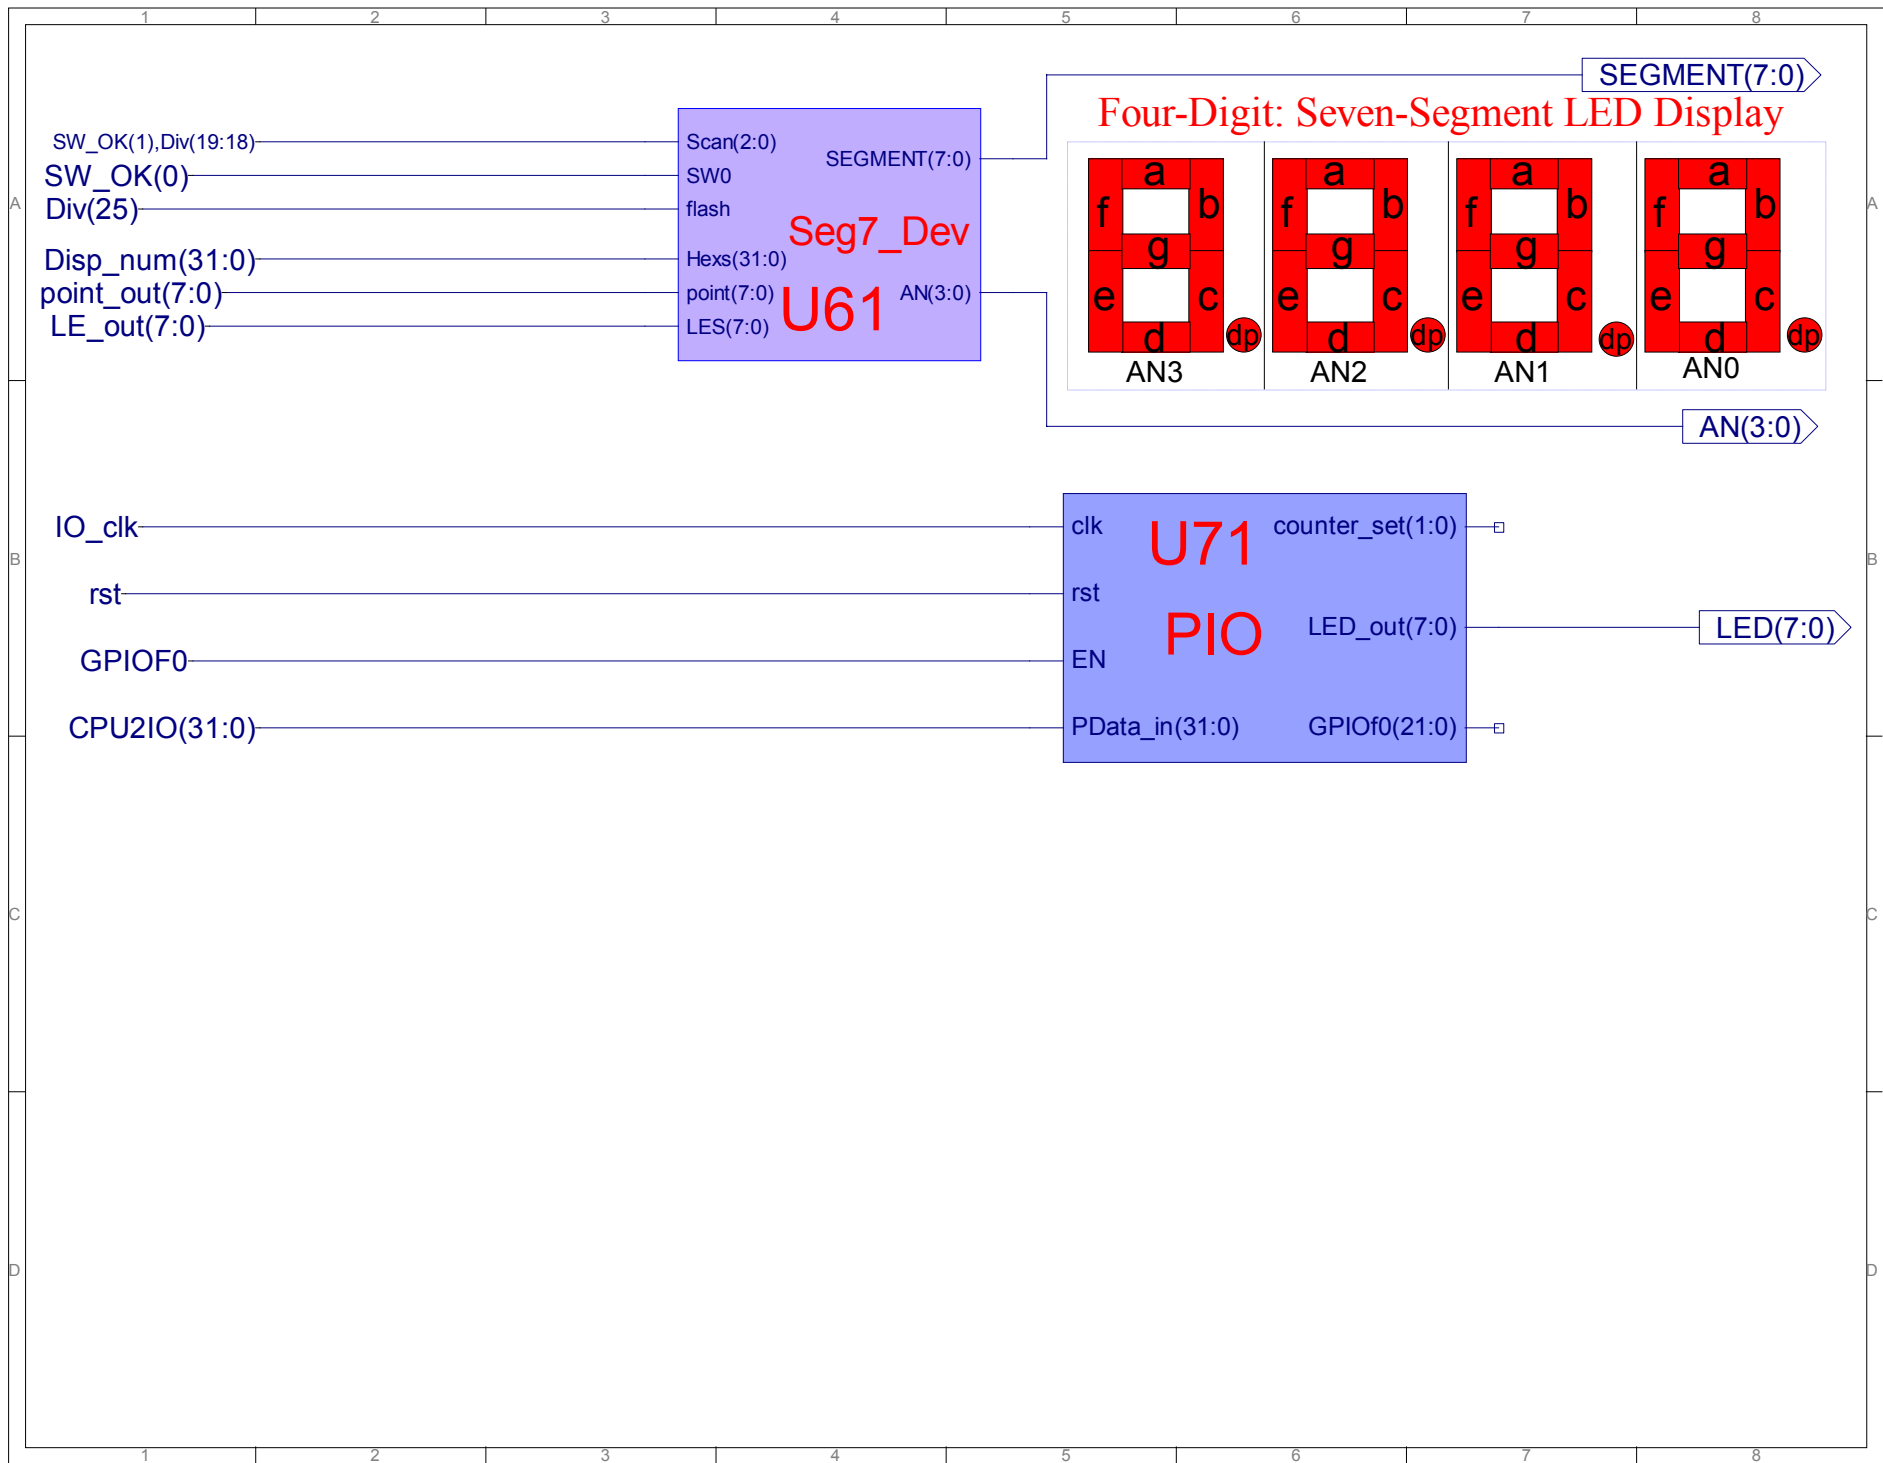 1 2 3 4 5 6 7 8
SEGMENT(7:0)
Four-Digit: Seven-Segment LED Display
SW_OK(1),Div(19:18) Scan(2:0)
SEGMENT(7:0)
SW_OK(0) SW0
A Div(25) flash A
Seg7_Dev
Disp_num(31:0) Hexs(31:0)
point_out(7:0) point(7:0) U61 AN(3:0)
LE_out(7:0) LES(7:0)
a a a a
f b f b f b f b
g g g g
e c e c e c e c
d dp d dp d dp d dp
AN3 AN2 AN1 AN0
AN(3:0)
IO_clk clk U71 counter_set(1:0)
B B
rst rst
PIO LED_out(7:0) LED(7:0)
GPIOF0 EN
CPU2IO(31:0) PData_in(31:0) GPIOf0(21:0)
C C
D D
1 2 3 4 5 6 7 8